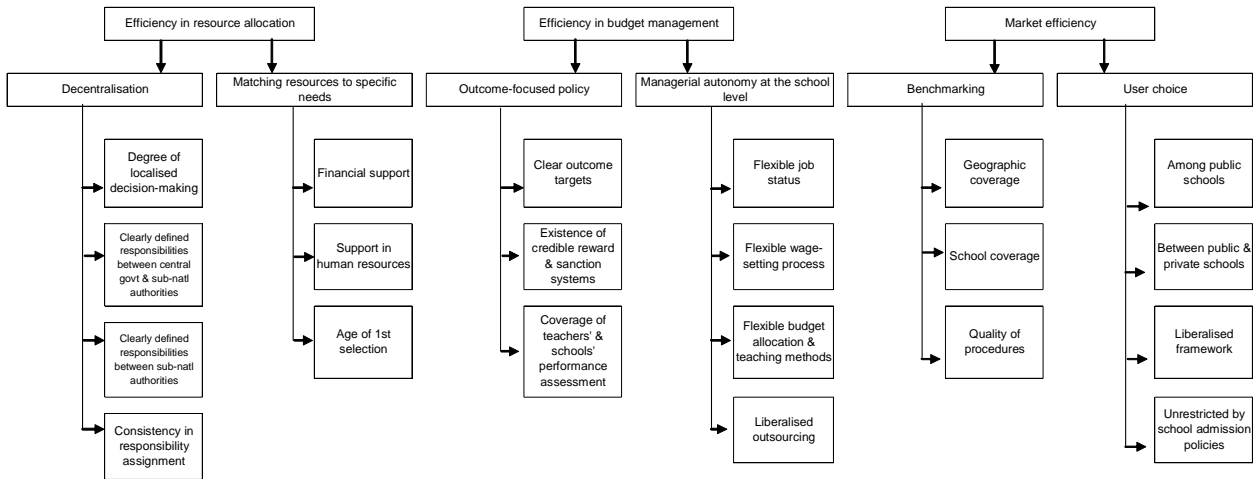 Efficiency in resource allocation
Efficiency in budget management
Market efficiency
Decentralisation
Matching resources to specific
needs
Outcome-focused policy
Managerial autonomy at the school
level
Benchmarking
User choice
Degree of
localised
decision-making
Clearly defined
responsibilities
between central
govt & sub-natl
authorities
Clearly defined
responsibilities
between sub-natl
authorities
Consistency in
responsibility
assignment
Financial support
Support in
human resources
Age of 1st
selection
Clear outcome
targets
Existence of
credible reward
& sanction
systems
Coverage of
teachers' &
schools'
performance
assessment
Flexible job
status
Flexible wage-
setting process
Flexible budget
allocation &
teaching methods
Liberalised
outsourcing
Geographic
coverage
School coverage
Quality of
procedures
Among public
schools
Between public &
private schools
Liberalised
framework
Unrestricted by
school admission
policies